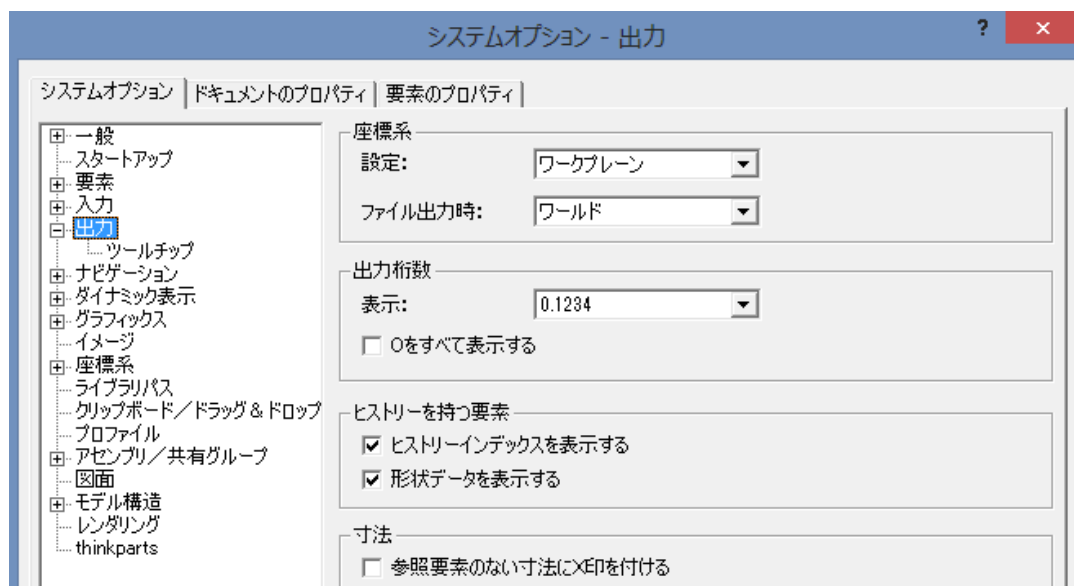 システムオプション - 出力
?
×
システムオプション
ドキュメントのプロパティ
要素のプロパティ
一般
スタートアップ
要素
入力
出力
ツールチップ
ナビゲーション
ダイナミック表示
グラフィックス
イメージ
座標系
ライブラリパス
クリップボード／ドラッグ＆ドロップ
プロファイル
アセンブリ／共有グループ
図面
モデル構造
レンダリング
thinkparts
座標系
設定:
ワークプレーン
ファイル出力時:
ワールド
出力桁数
表示:
0.1234
0をすべて表示する
ヒストリーを持つ要素
ヒストリーインデックスを表示する
形状データを表示する
寸法
参照要素のない寸法にX印を付ける